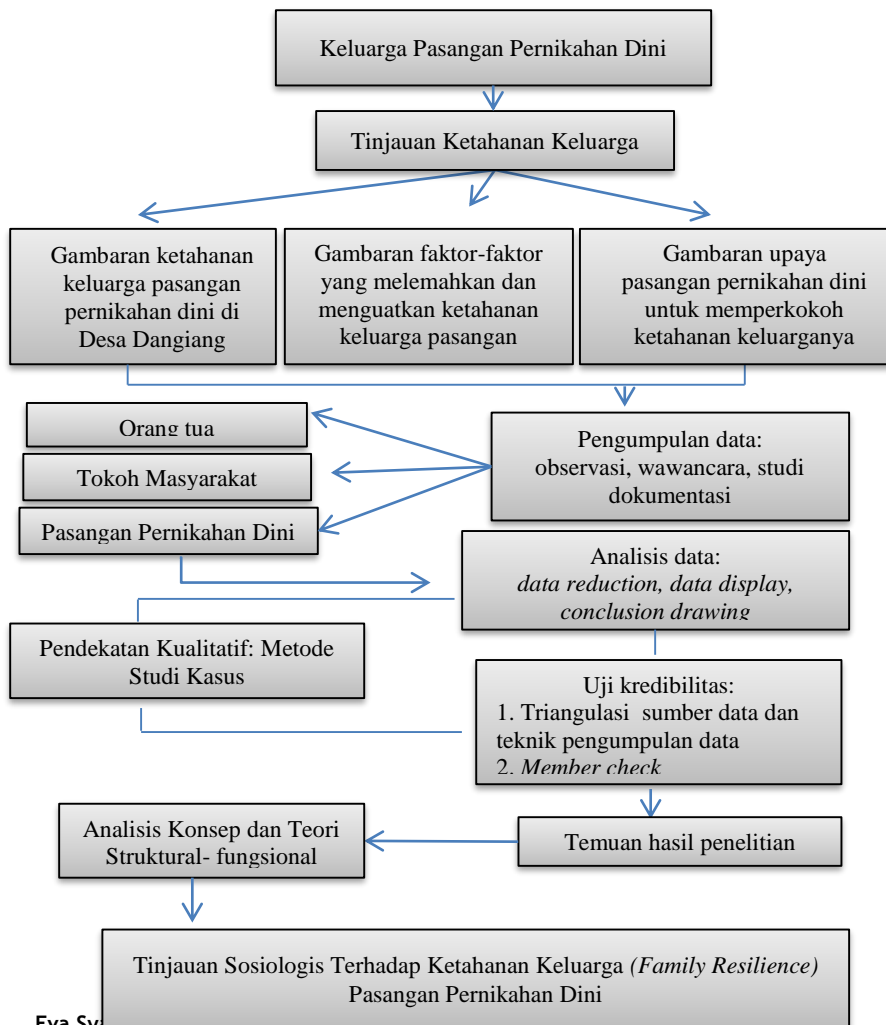 Keluarga Pasangan Pernikahan Dini
Tinjauan Ketahanan Keluarga
Gambaran ketahanan
keluarga pasangan
pernikahan dini di
Desa Dangiang
Gambaran faktor-faktor
yang melemahkan dan
menguatkan ketahanan
keluarga pasangan
Gambaran upaya
pasangan pernikahan dini
untuk memperkokoh
ketahanan keluarganya
Orang tua
Tokoh Masyarakat
Pasangan Pernikahan Dini
Pengumpulan data:
observasi, wawancara, studi
dokumentasi
Analisis data:
data reduction, data display,
conclusion drawing
Pendekatan Kualitatif: Metode
Studi Kasus
Uji kredibilitas:
1. Triangulasi sumber data dan
teknik pengumpulan data
2. Member check
Analisis Konsep dan Teori
Struktural- fungsional
Temuan hasil penelitian
Tinjauan Sosiologis Terhadap Ketahanan Keluarga (Family Resilience)
Pasangan Pernikahan Dini
Eva